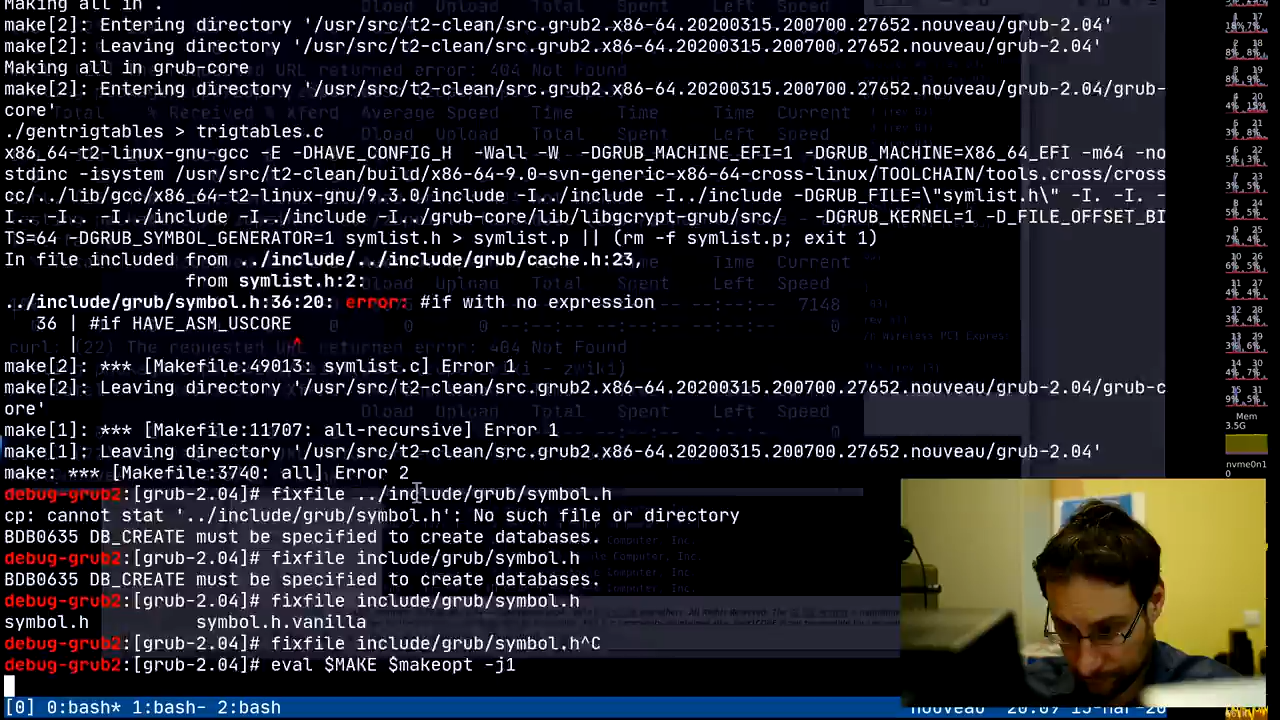 Making all in .
make[2]: Entering directory '/usr/src/t2-clean/src.grub2.x86-64.20200315.200700.27652.nouveau/grub-2.04'
make[2]: Leaving directory '/usr/src/t2-clean/src.grub2.x86-64.20200315.200700.27652.nouveau/grub-2.04'
Making all in grub-core
make[2]: Entering directory '/usr/src/t2-clean/src.grub2.x86-64.20200315.200700.27652.nouveau/grub-2.04/grub-
core'
./gentrigtables > trigtables.c
x86_64-t2-linux-gnu-gcc -E -DHAVE_CONFIG_H  -Wall -W  -DGRUB_MACHINE_EFI=1 -DGRUB_MACHINE=X86_64_EFI -m64 -no
stdinc -isystem /usr/src/t2-clean/build/x86-64-9.0-svn-generic-x86-64-cross-linux/TOOLCHAIN/tools.cross/cross
cc/../lib/gcc/x86_64-t2-linux-gnu/9.3.0/include -I../include -I../include -DGRUB_FILE=\"symlist.h\" -I. -I. -
I.. -I.. -I../include -I../include -I../grub-core/lib/libgcrypt-grub/src/   -DGRUB_KERNEL=1 -D_FILE_OFFSET_BI
TS=64 -DGRUB_SYMBOL_GENERATOR=1 symlist.h > symlist.p || (rm -f symlist.p; exit 1)
In file included from ../include/../include/grub/cache.h:23,
from symlist.h:2:
../include/grub/symbol.h:36:20: error: #if with no expression
36 | #if HAVE_ASM_USCORE
| ^
make[2]: *** [Makefile:49013: symlist.c] Error 1
make[2]: Leaving directory '/usr/src/t2-clean/src.grub2.x86-64.20200315.200700.27652.nouveau/grub-2.04/grub-c
ore'
make[1]: *** [Makefile:11707: all-recursive] Error 1
make[1]: Leaving directory '/usr/src/t2-clean/src.grub2.x86-64.20200315.200700.27652.nouveau/grub-2.04'
make: *** [Makefile:3740: all] Error 2
debug-grub2:[grub-2.04]# fixfile ../include/grub/symbol.h
cp: cannot stat '../include/grub/symbol.h': No such file or directory
BDB0635 DB_CREATE must be specified to create databases.
debug-grub2:[grub-2.04]# fixfile include/grub/symbol.h
BDB0635 DB_CREATE must be specified to create databases.
debug-grub2:[grub-2.04]# fixfile include/grub/symbol.h
symbol.h          symbol.h.vanilla
debug-grub2:[grub-2.04]# fixfile include/grub/symbol.h^C
debug-grub2:[grub-2.04]# eval $MAKE $makeopt -j1
[0] 0:bash* 1:bash- 2:bash
Mem
3.5G
nvme0n1
0